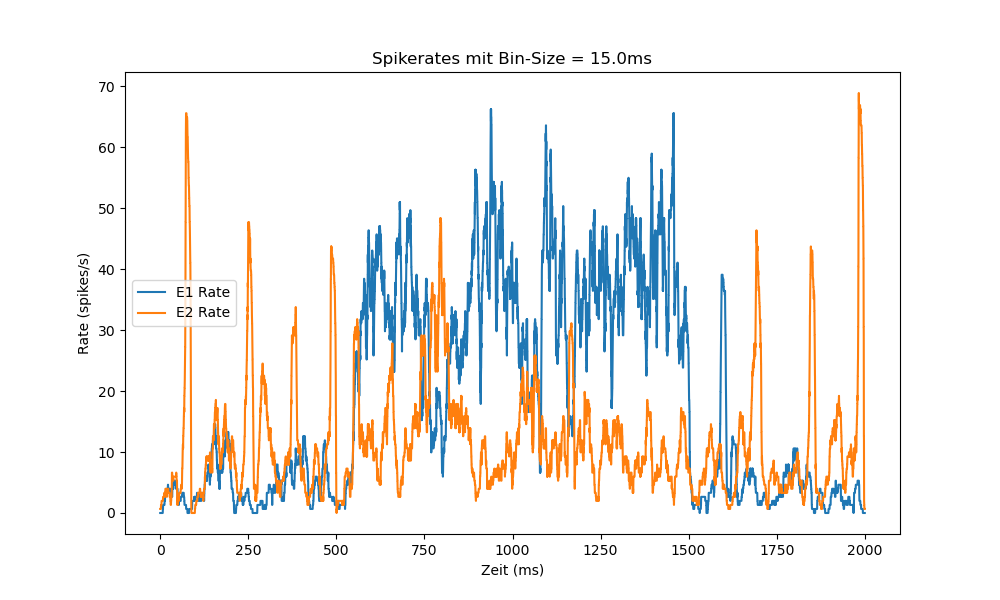 Spikerates mit Bin-Size = 15.0ms
Rate (spikes/s)
70
60
50
40
30
20
10
0
E1 Rate
E2 Rate
0 250 500 750 1000 1250 1500 1750 2000
Zeit (ms)